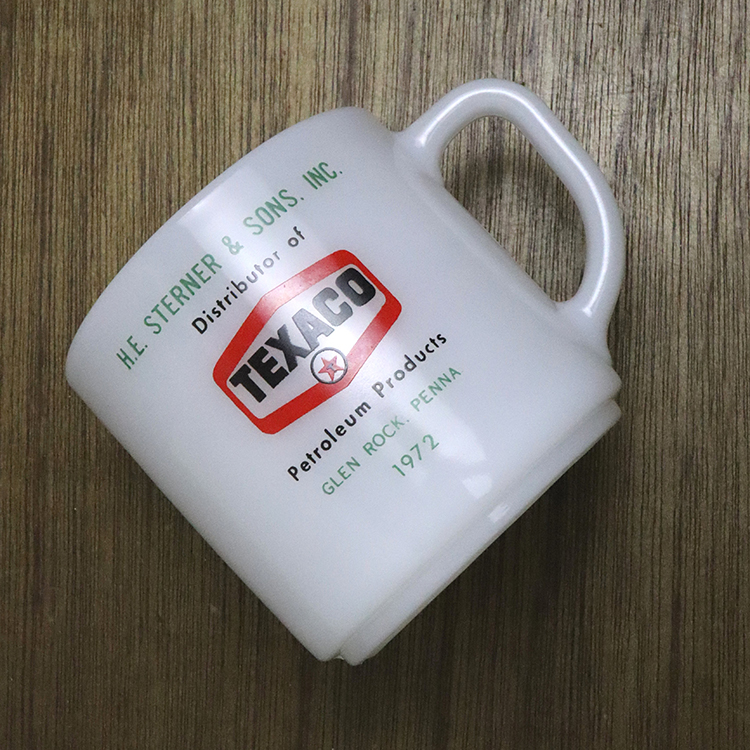 H.E. STERNER & SONS, INC.
Distributor of
TEXACO
Petroleum Products
GLEN ROCK, PENNA
1972